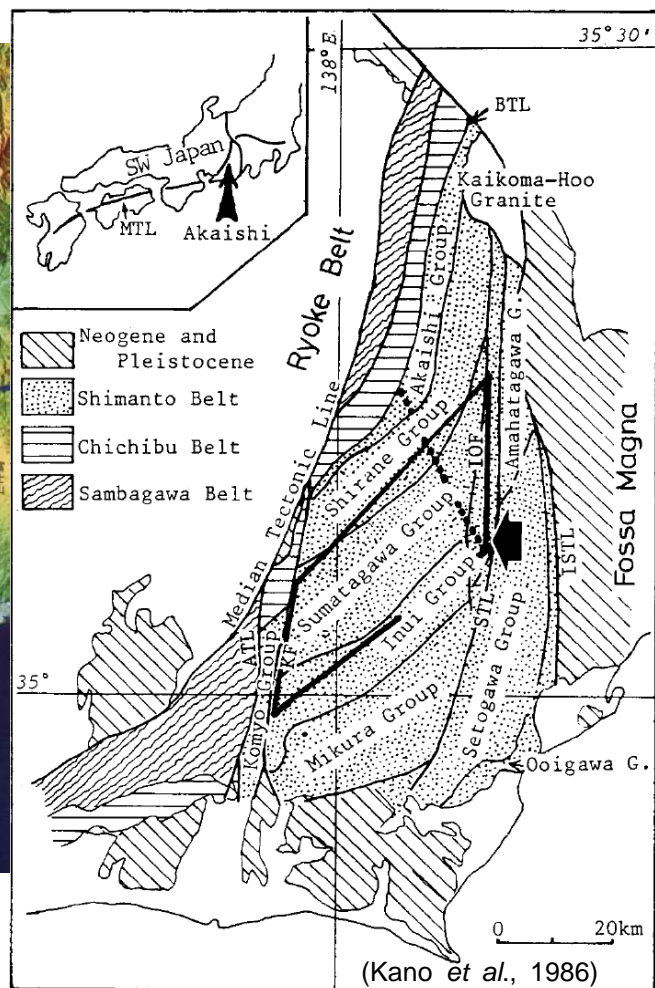 35°30'
138°E
BTL
SW Japan
MTL
Akaishi
Kaikoma-Hoo
Granite
Ryoke Belt
Akaishi Group
Amahatagawa G.
Neogene and
Pleistocene
Shimanto Belt
Chichibu Belt
Sambagawa Belt
Median Tectonic Line
Shirane Group
IOF
Fossa Magna
Sumatagawa Group
Inui Group
STL
ISTL
ATL
KF
Komyo Group
35°
Mikura Group
Setogawa Group
Ooigawa G.
0 20km
(Kano et al., 1986)